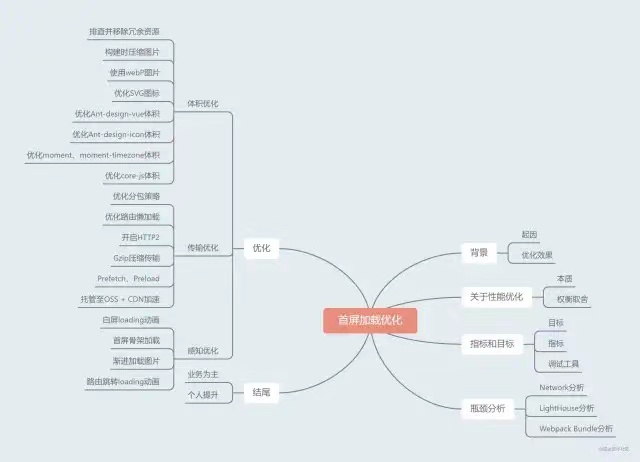 首屏加载优化
背景
起因
优化效果
关于性能优化
本质
权衡取舍
指标和目标
目标
指标
调试工具
瓶颈分析
Network分析
LightHouse分析
Webpack Bundle分析
优化
体积优化
排查并移除冗余资源
构建时压缩图片
使用webP图片
优化SVG图标
优化Ant-design-vue体积
优化Ant-design-icon体积
优化moment、moment-timezone体积
优化core-js体积
传输优化
优化分包策略
优化路由懒加载
开启HTTP2
Gzip压缩传输
Prefetch、Preload
托管至OSS + CDN加速
感知优化
白屏loading动画
首屏骨架加载
渐进加载图片
路由跳转loading动画
结尾
业务为主
个人提升